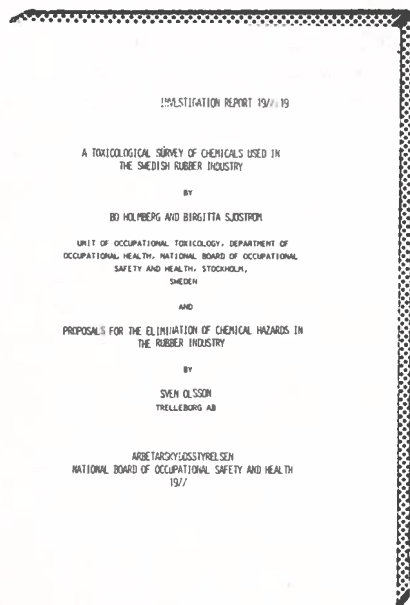 INVESTIGATION REPORT 1977:19
A TOXICOLOGICAL SURVEY OF CHEMICALS USED IN
THE SWEDISH RUBBER INDUSTRY
BY
BO HOLMBERG AND BIRGITTA SJÖSTRÖM
UNIT OF OCCUPATIONAL TOXICOLOGY, DEPARTMENT OF
OCCUPATIONAL HEALTH, NATIONAL BOARD OF OCCUPATIONAL
SAFETY AND HEALTH, STOCKHOLM,
SWEDEN
AND
PROPOSALS FOR THE ELIMINATION OF CHEMICAL HAZARDS IN
THE RUBBER INDUSTRY
BY
SVEN OLSSON
TRELLEBORG AB
ARBETARSKYDDSSTYRELSEN
NATIONAL BOARD OF OCCUPATIONAL SAFETY AND HEALTH
1977